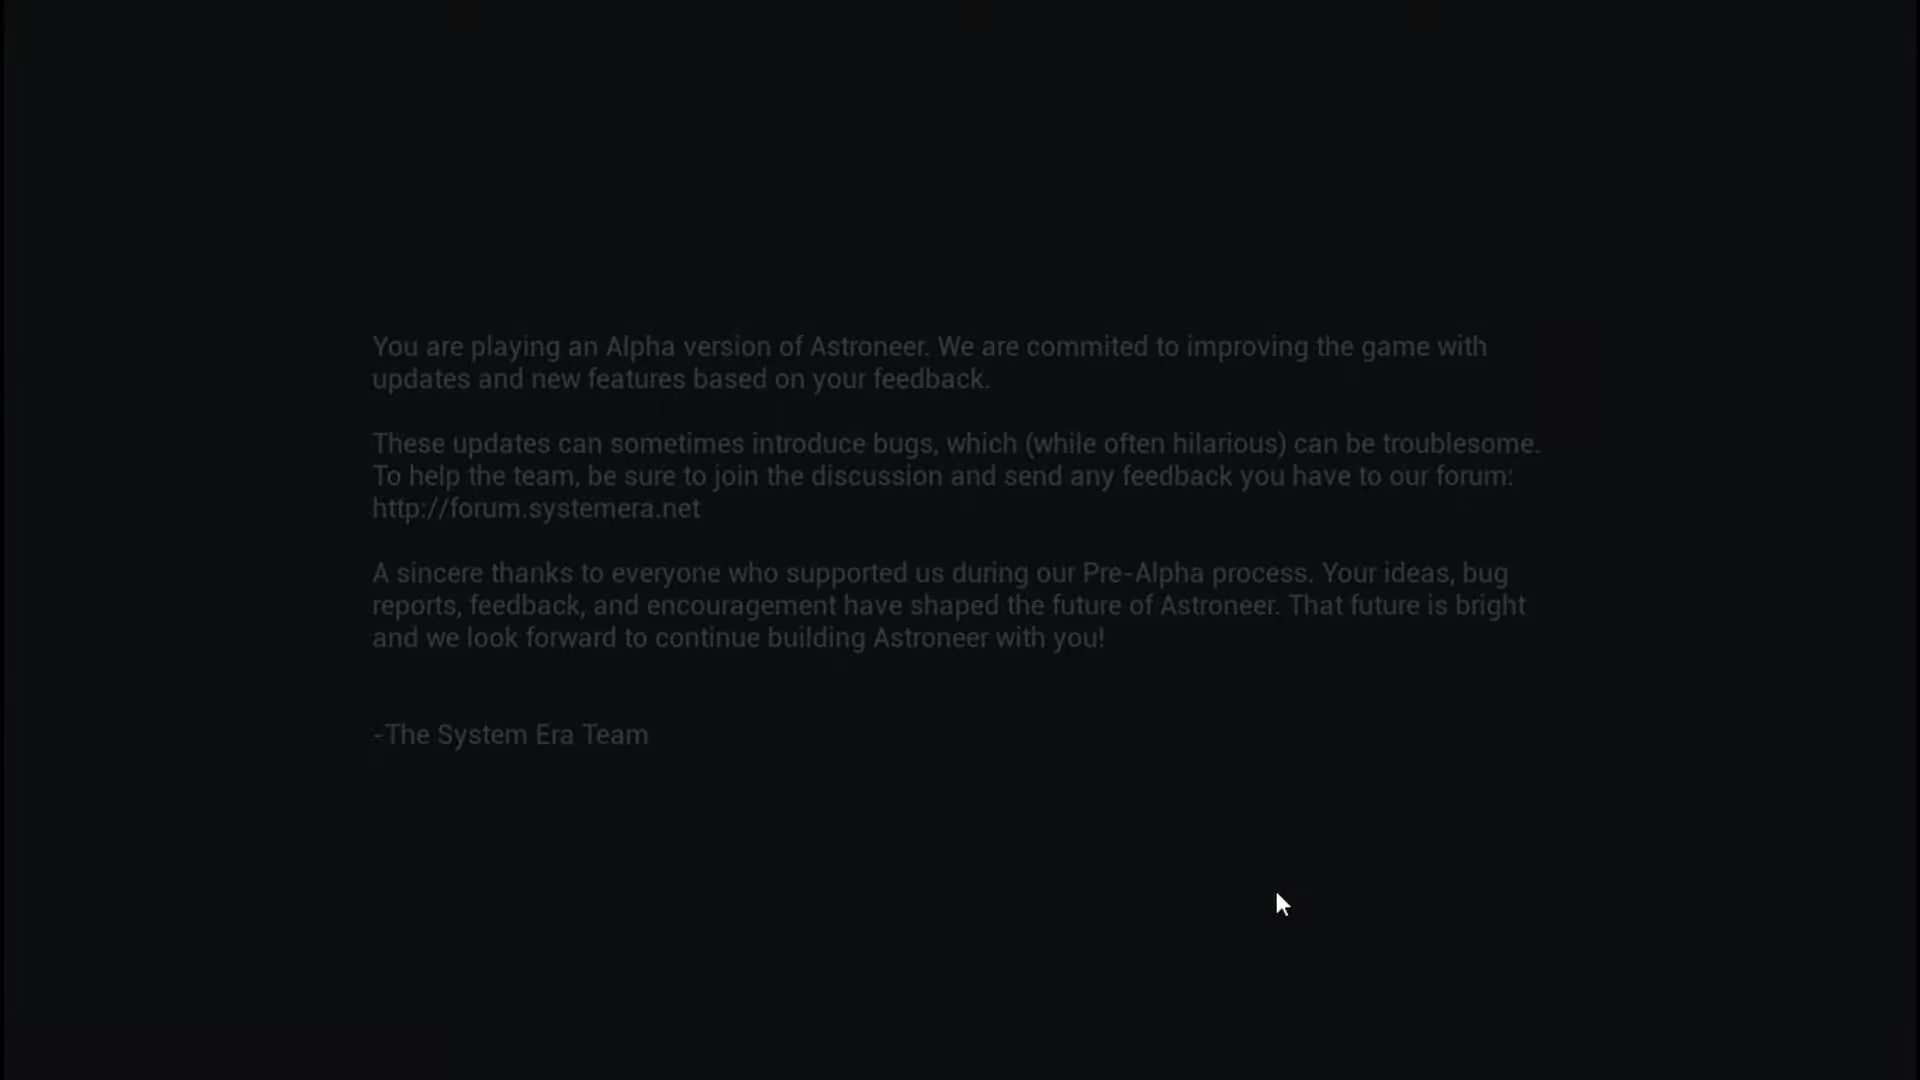 You are playing an Alpha version of Astroneer. We are commited to improving the game with
updates and new features based on your feedback.
These updates can sometimes introduce bugs, which (while often hilarious) can be troublesome.
To help the team, be sure to join the discussion and send any feedback you have to our forum:
http://forum.systemera.net
A sincere thanks to everyone who supported us during our Pre-Alpha process. Your ideas, bug
reports, feedback, and encouragement have shaped the future of Astroneer. That future is bright
and we look forward to continue building Astroneer with you!
-The System Era Team